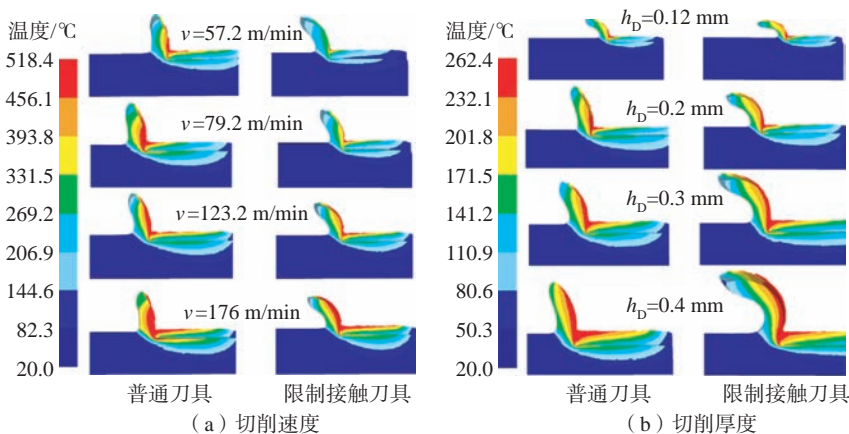 温度/℃
518.4
456.1
393.8
331.5
269.2
206.9
144.6
82.3
20.0
v=57.2 m/min
v=79.2 m/min
v=123.2 m/min
v=176 m/min
普通刀具
限制接触刀具
（a）切削速度
温度/℃
262.4
232.1
201.8
171.5
141.2
110.9
80.6
50.3
20.0
h_D=0.12 mm
h_D=0.2 mm
h_D=0.3 mm
h_D=0.4 mm
普通刀具
限制接触刀具
（b）切削厚度